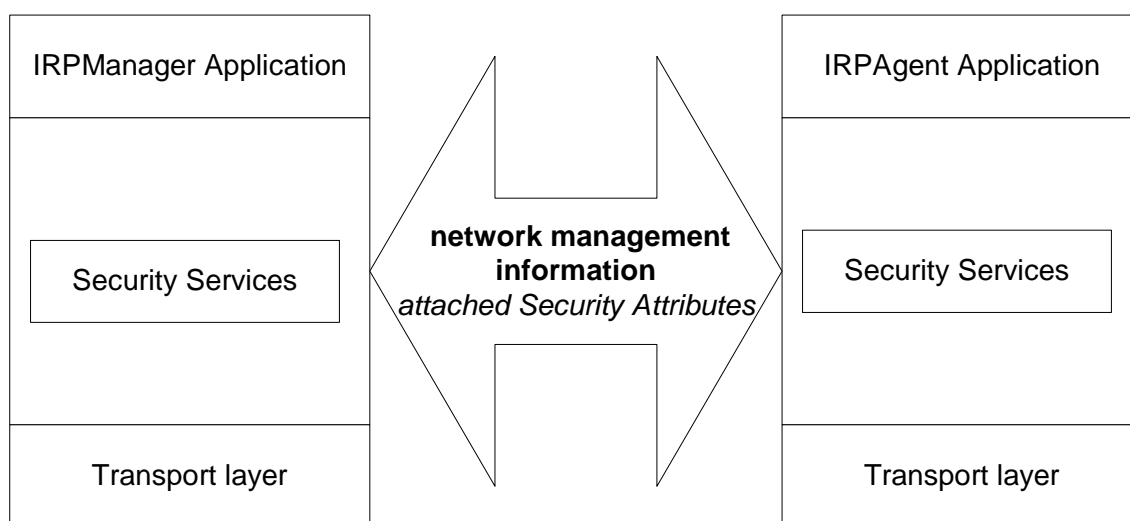 IRPManager Application
IRPAgent Application
network management
information
attached Security Attributes
Security Services
Security Services
Transport layer
Transport layer